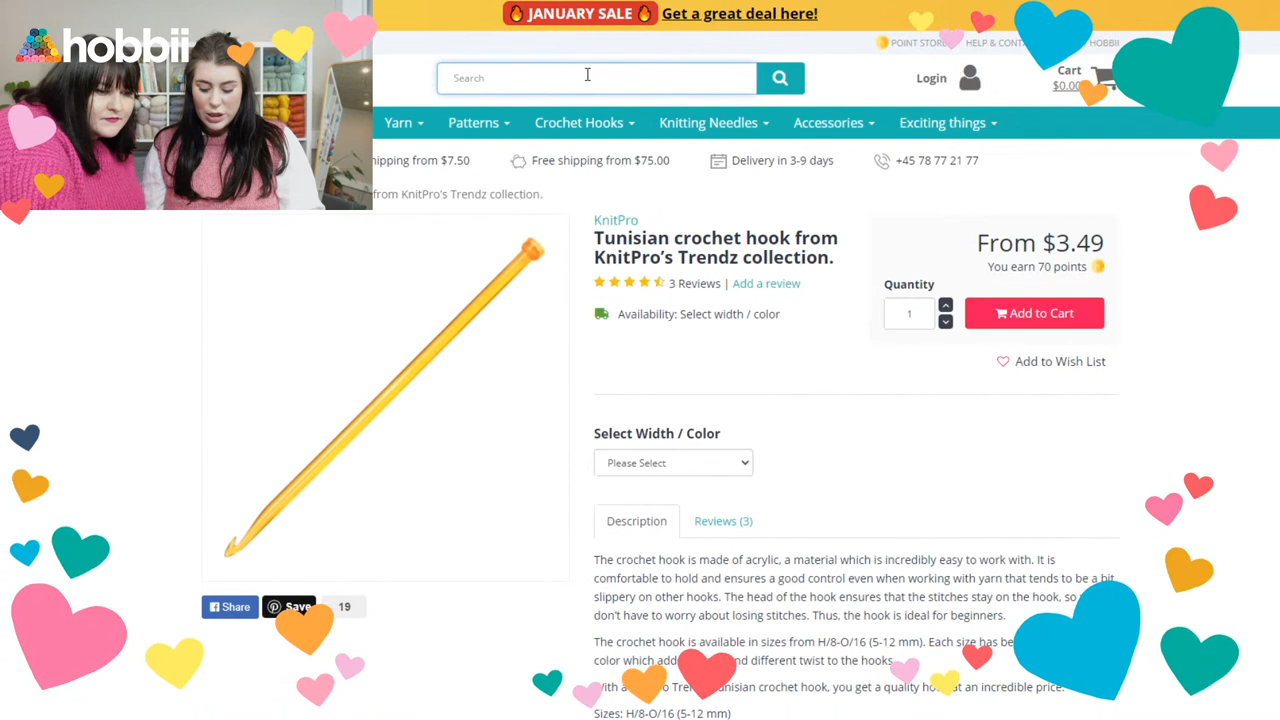 🔥 JANUARY SALE 🔥 Get a great deal here!
hobbii
POINT STORE HELP & CONT HOBBII
Search
Login
Cart
$0.00
Yarn Patterns Crochet Hooks Knitting Needles Accessories Exciting things
hipping from $7.50 Free shipping from $75.00 Delivery in 3-9 days +45 78 77 21 77
from KnitPro's Trendz collection.
KnitPro
Tunisian crochet hook from
KnitPro's Trendz collection.
3 Reviews | Add a review
Availability: Select width / color
From $3.49
You earn 70 points
Quantity
1
Add to Cart
Add to Wish List
Select Width / Color
Please Select
Description Reviews (3)
The crochet hook is made of acrylic, a material which is incredibly easy to work with. It is
comfortable to hold and ensures a good control even when working with yarn that tends to be a bit
slippery on other hooks. The head of the hook ensures that the stitches stay on the hook, so
don't have to worry about losing stitches. Thus, the hook is ideal for beginners.
The crochet hook is available in sizes from H/8-O/16 (5-12 mm). Each size has
color which and different twist to the hooks.
With a Tunisian crochet hook, you get a quality at an incredible price.
Sizes: H/8-O/16 (5-12 mm)
Share Save 19